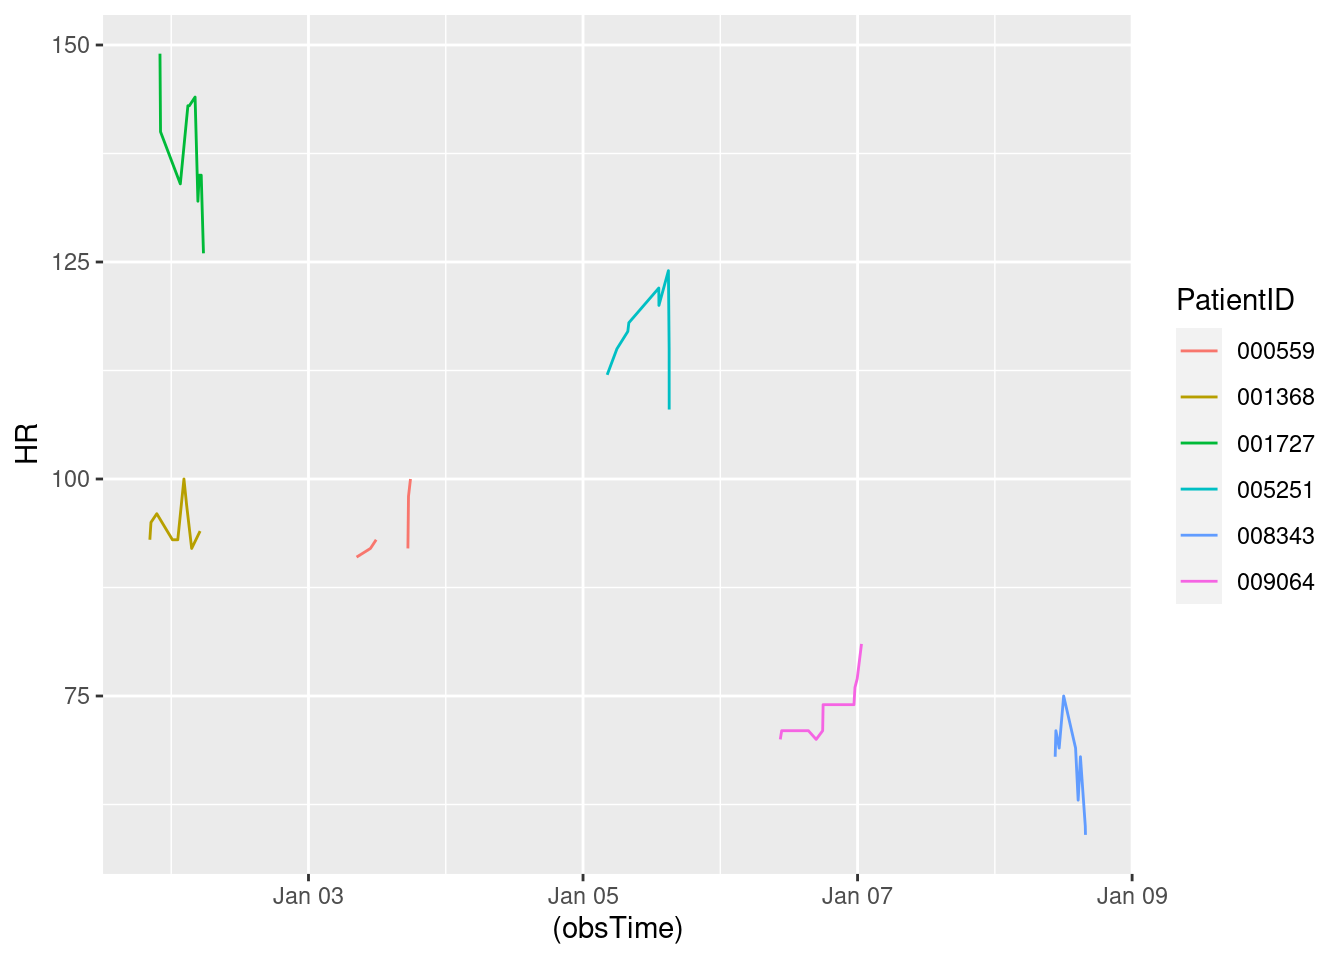 150
125
100
75
HR
Jan 03
Jan 05
Jan 07
Jan 09
(obsTime)
PatientID
000559
001368
001727
005251
008343
009064